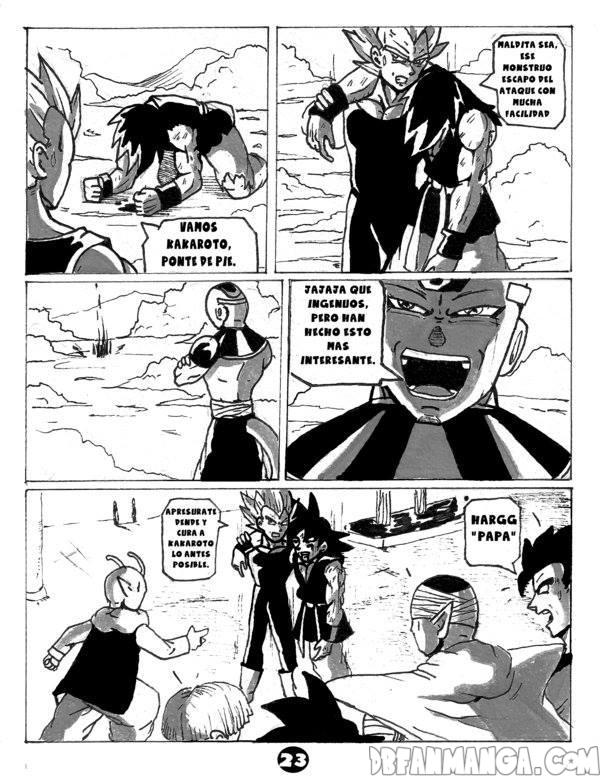 VAMOS
KAKAROTO,
PONTE DE PIE.
MALDITA SEA,
ESE
MONSTRUO
ESCAPO DEL
ATAQUE CON
MUCHA
FACILIDAD
JAJAJA QUE
INGENUOS,
PERO HAN
HECHO ESTO
MAS
INTERESANTE.
APRESURATE
DENDE Y
CURA A
KAKAROTO
LO ANTES
POSIBLE.
HARGG
"PAPA"
23
DBFANMANGA.COM